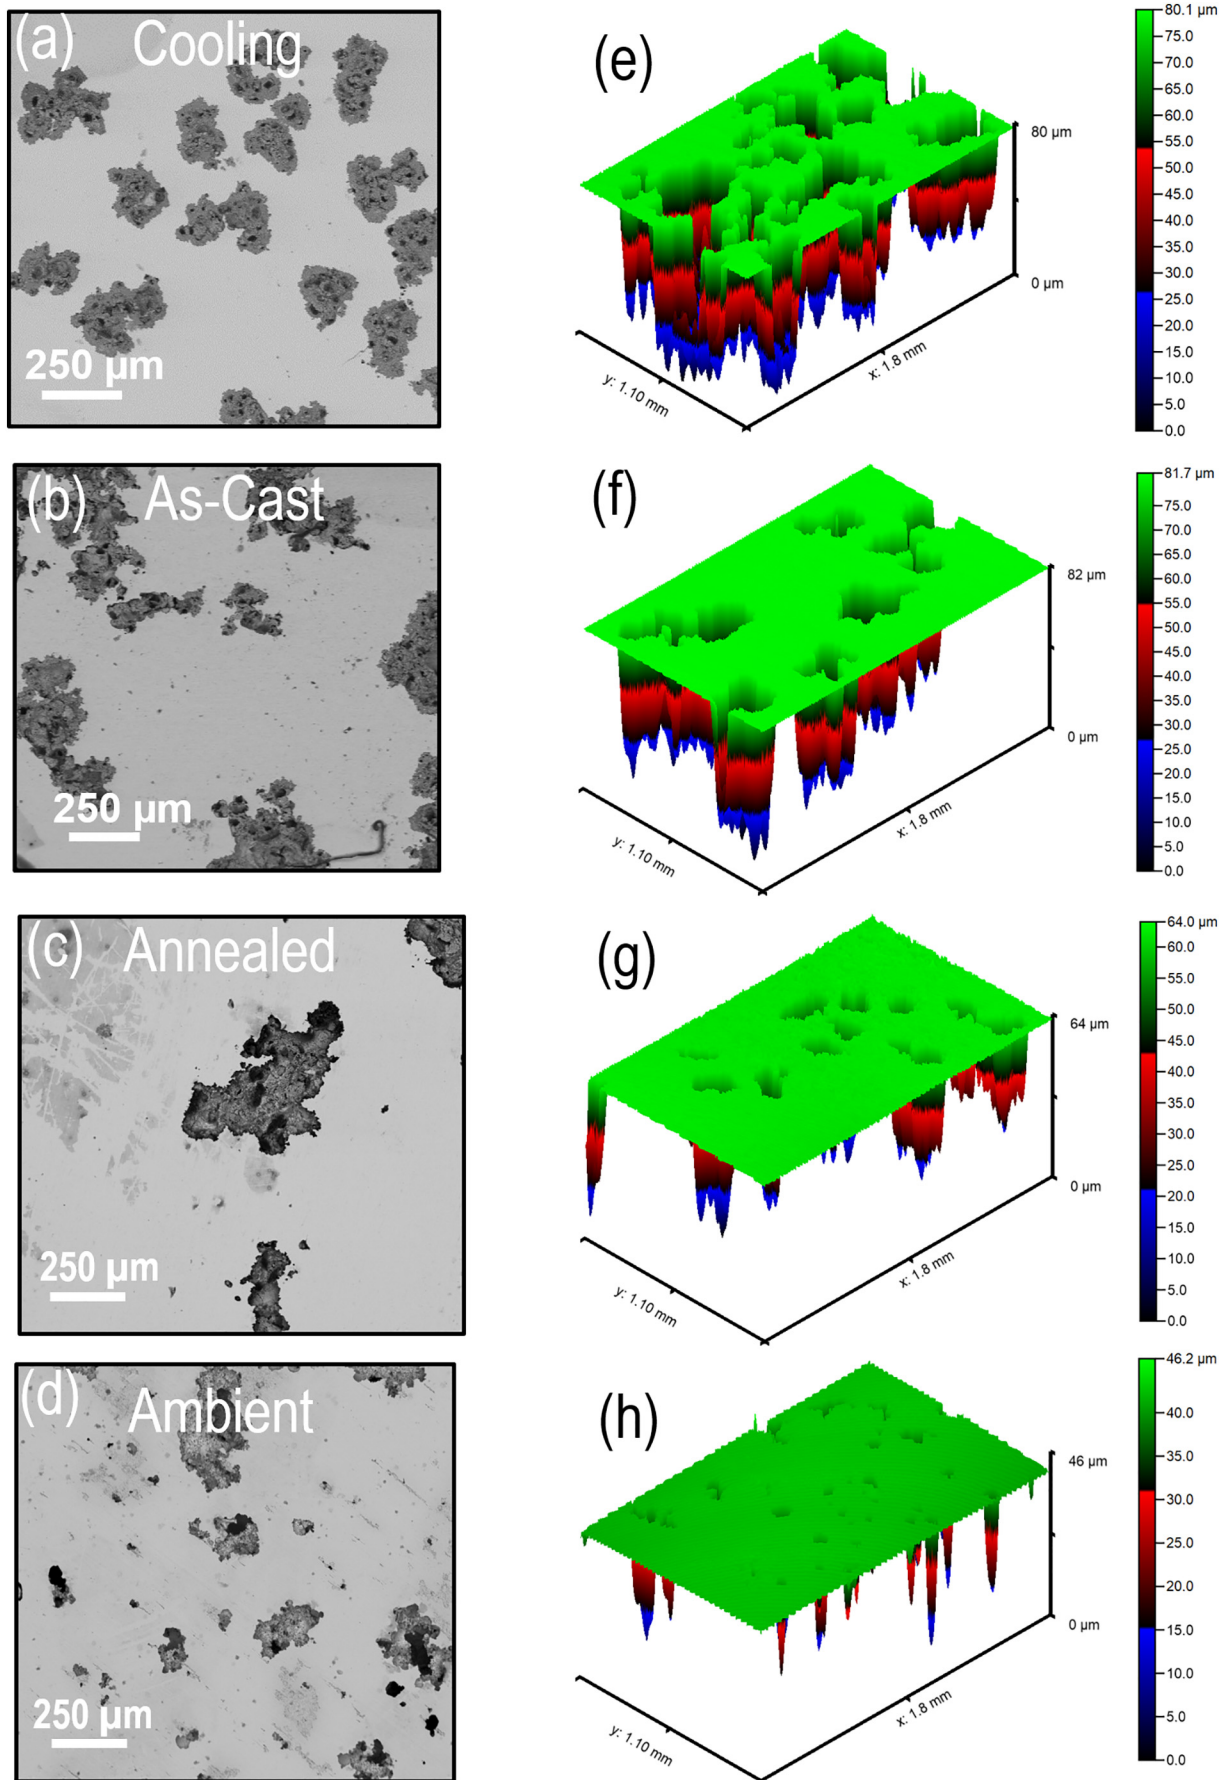 (a) Cooling
250 µm
(e)
80 µm
0 µm
y: 1.10 mm
x: 1.8 mm
80.1 µm
75.0
70.0
65.0
60.0
55.0
50.0
45.0
40.0
35.0
30.0
25.0
20.0
15.0
10.0
5.0
0.0
(b) As-Cast
250 µm
(f)
82 µm
0 µm
y: 1.10 mm
x: 1.8 mm
81.7 µm
75.0
70.0
65.0
60.0
55.0
50.0
45.0
40.0
35.0
30.0
25.0
20.0
15.0
10.0
5.0
0.0
(c) Annealed
250 µm
(g)
64 µm
0 µm
y: 1.10 mm
x: 1.8 mm
64.0 µm
60.0
55.0
50.0
45.0
40.0
35.0
30.0
25.0
20.0
15.0
10.0
5.0
0.0
(d) Ambient
250 µm
(h)
46 µm
0 µm
y: 1.10 mm
x: 1.8 mm
46.2 µm
40.0
35.0
30.0
25.0
20.0
15.0
10.0
5.0
0.0